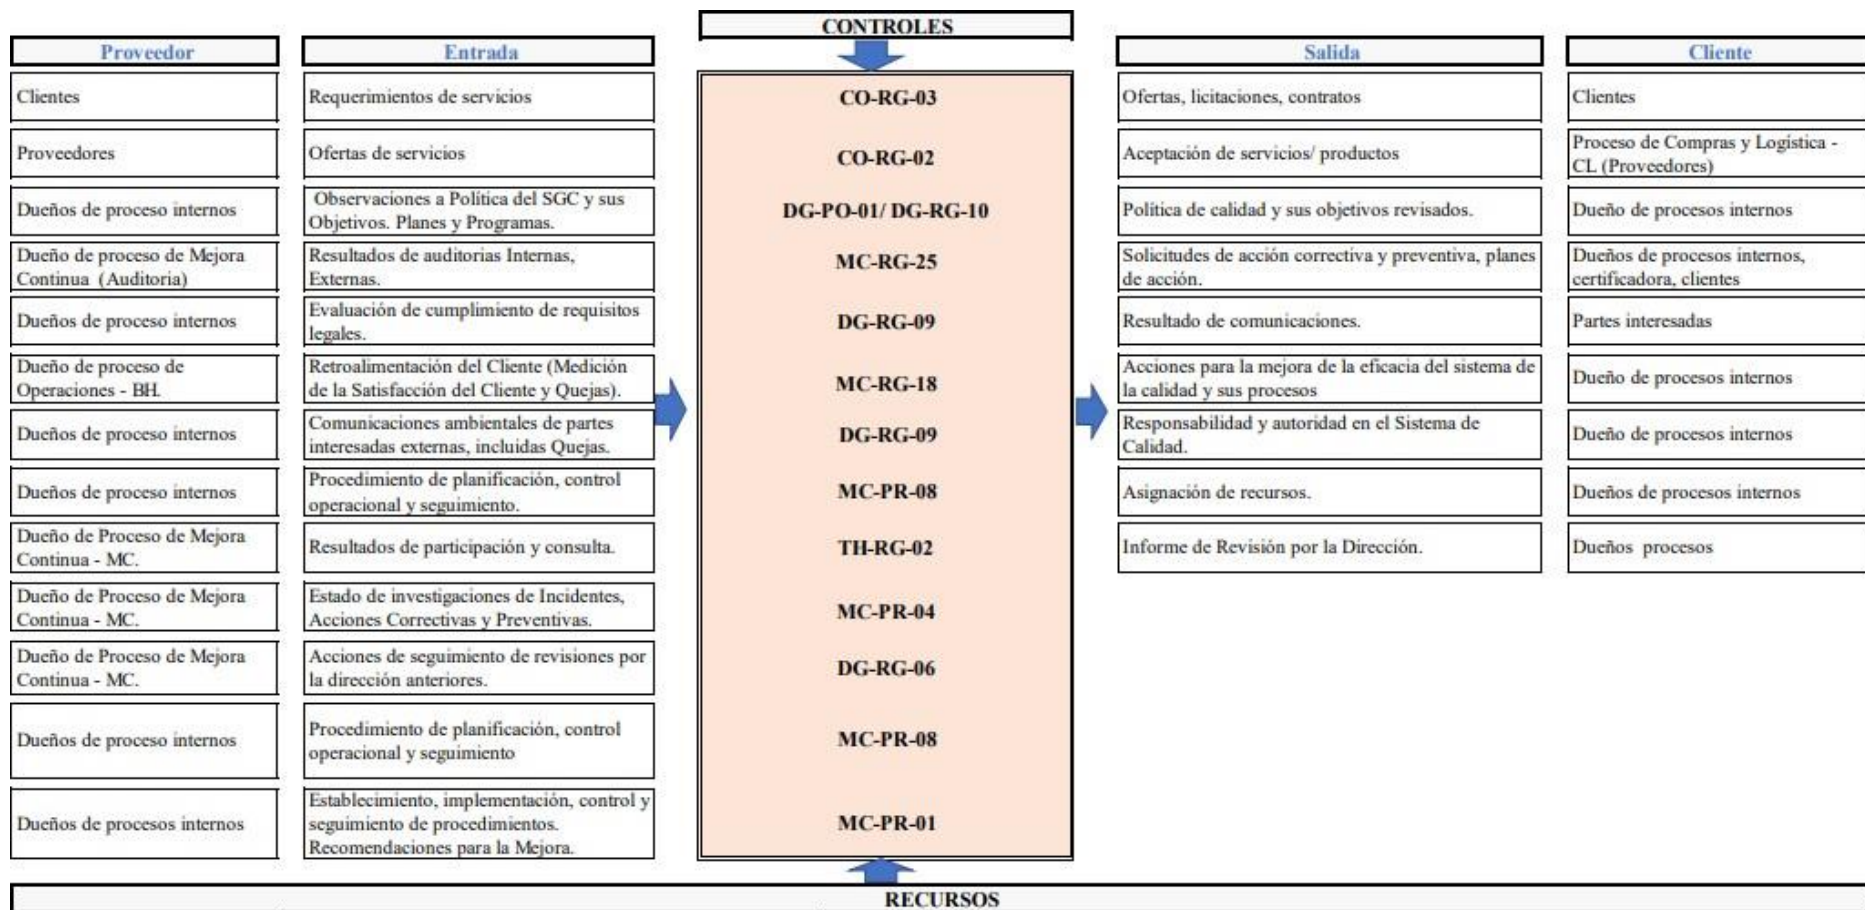 CONTROLES
Proveedor
Entrada
Salida
Cliente
Clientes
Requerimientos de servicios
CO-RG-03
Ofertas, licitaciones, contratos
Clientes
Proveedores
Ofertas de servicios
CO-RG-02
Aceptación de servicios/ productos
Proceso de Compras y Logística -
CL (Proveedores)
Dueños de proceso internos
Observaciones a Política del SGC y sus
Objetivos. Planes y Programas.
DG-PO-01/ DG-RG-10
Política de calidad y sus objetivos revisados.
Dueño de procesos internos
Dueño de proceso de Mejora
Continua (Auditoria)
Resultados de auditorias Internas,
Externas.
MC-RG-25
Solicitudes de acción correctiva y preventiva, planes
de acción.
Dueños de procesos internos,
certificadora, clientes
Dueños de proceso internos
Evaluación de cumplimiento de requisitos
legales.
DG-RG-09
Resultado de comunicaciones.
Partes interesadas
Dueño de proceso de
Operaciones - BH.
Retroalimentación del Cliente (Medición
de la Satisfacción del Cliente y Quejas).
MC-RG-18
Acciones para la mejora de la eficacia del sistema de
la calidad y sus procesos
Dueño de procesos internos
Dueños de proceso internos
Comunicaciones ambientales de partes
interesadas externas, incluidas Quejas.
DG-RG-09
Responsabilidad y autoridad en el Sistema de
Calidad.
Dueño de procesos internos
Dueños de proceso internos
Procedimiento de planificación, control
operacional y seguimiento.
MC-PR-08
Asignación de recursos.
Dueños de procesos internos
Dueño de Proceso de Mejora
Continua - MC.
Resultados de participación y consulta.
TH-RG-02
Informe de Revisión por la Dirección.
Dueños procesos
Dueño de Proceso de Mejora
Continua - MC.
Estado de investigaciones de Incidentes,
Acciones Correctivas y Preventivas.
MC-PR-04
Dueño de Proceso de Mejora
Continua - MC.
Acciones de seguimiento de revisiones por
la dirección anteriores.
DG-RG-06
Dueños de proceso internos
Procedimiento de planificación, control
operacional y seguimiento
MC-PR-08
Dueños de procesos internos
Establecimiento, implementación, control y
seguimiento de procedimientos.
Recomendaciones para la Mejora.
MC-PR-01
RECURSOS